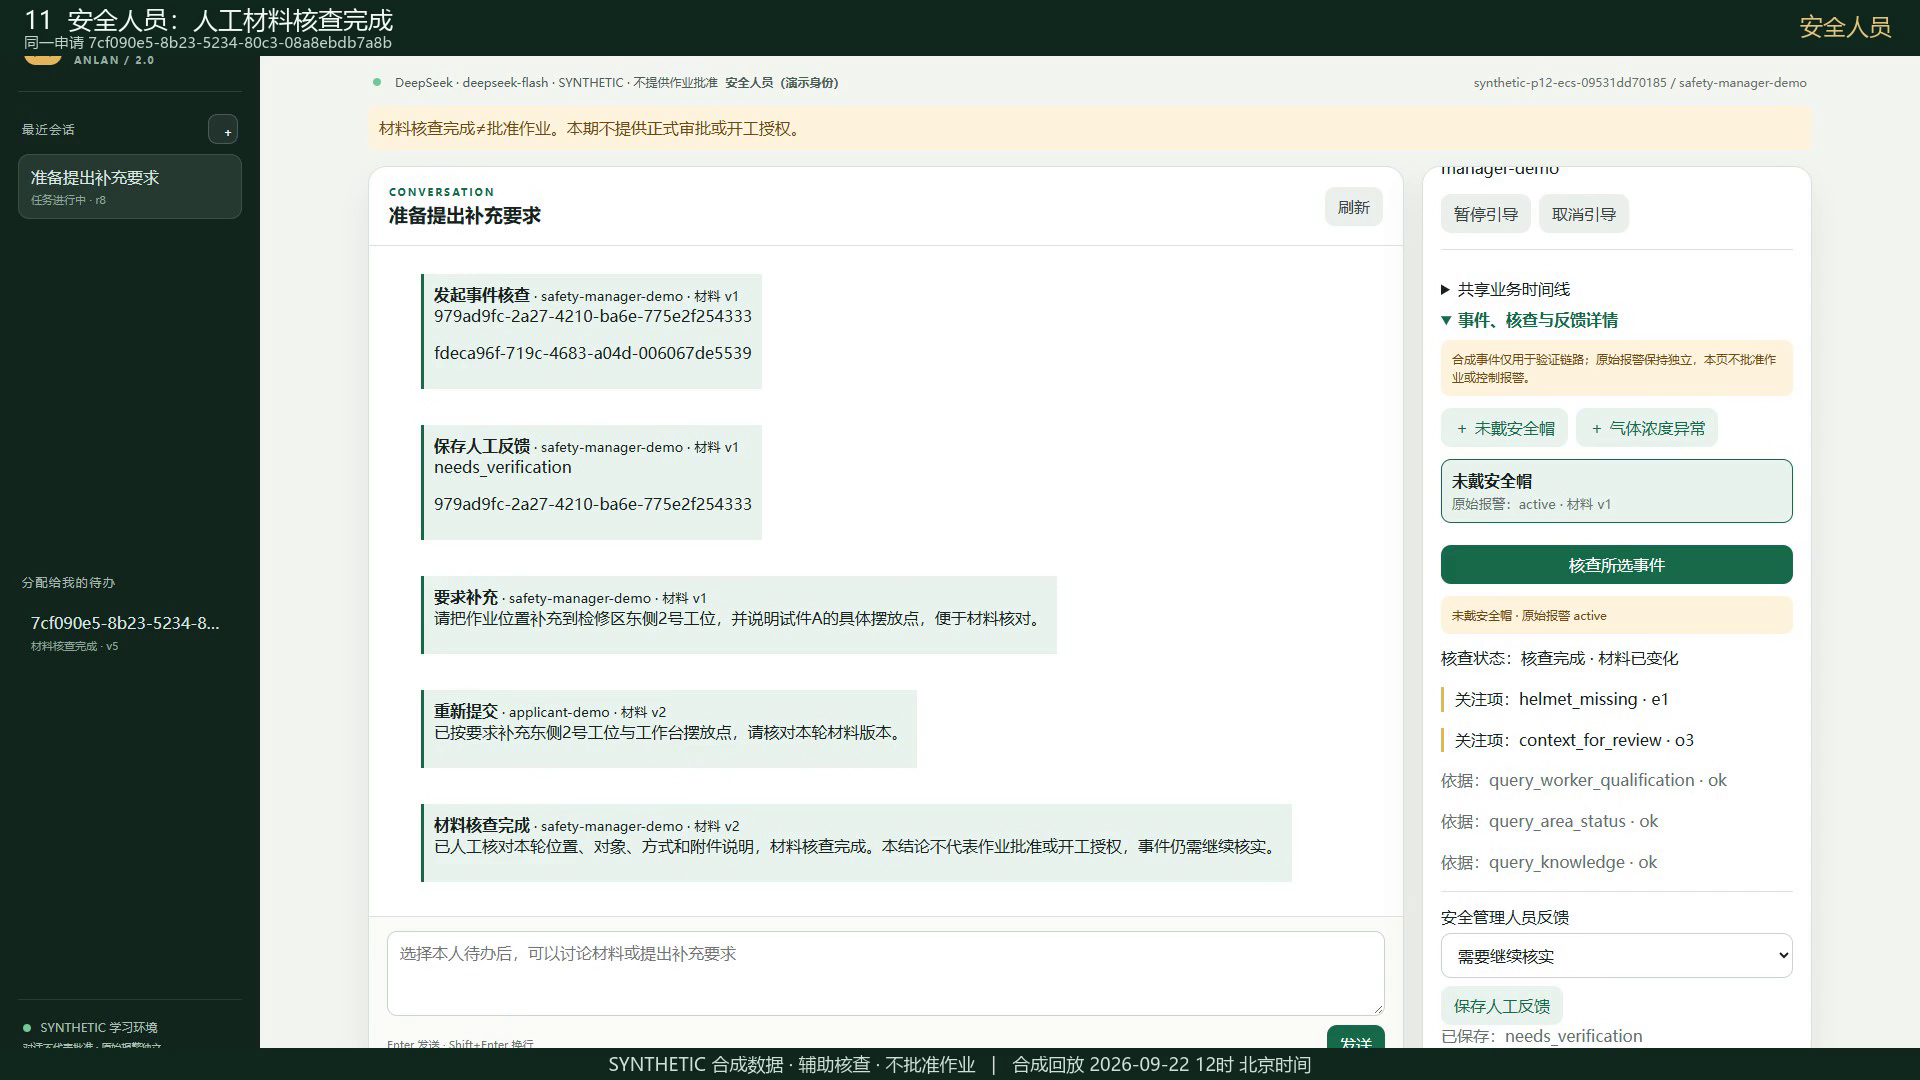 11 安全人员：人工材料核查完成
同一申请 7cf090e5-8b23-5234-80c3-08a8ebdb7a8b
安全人员
ANLAN / 2.0
最近会话
+
准备提出补充要求
任务进行中 · r8
分配给我的待办
7cf090e5-8b23-5234-8...
材料核查完成 · v5
SYNTHETIC 学习环境
DeepSeek · deepseek-flash · SYNTHETIC · 不提供作业批准 安全人员（演示身份）
synthetic-p12-ecs-09531dd70185 / safety-manager-demo
材料核查完成≠批准作业。本期不提供正式审批或开工授权。
CONVERSATION
准备提出补充要求
刷新
发起事件核查 · safety-manager-demo · 材料 v1
979ad9fc-2a27-4210-ba6e-775e2f254333
fdeca96f-719c-4683-a04d-006067de5539
保存人工反馈 · safety-manager-demo · 材料 v1
needs_verification
979ad9fc-2a27-4210-ba6e-775e2f254333
要求补充 · safety-manager-demo · 材料 v1
请把作业位置补充到检修区东侧2号工位，并说明试件A的具体摆放点，便于材料核对。
重新提交 · applicant-demo · 材料 v2
已按要求补充东侧2号工位与工作台摆放点，请核对本轮材料版本。
材料核查完成 · safety-manager-demo · 材料 v2
已人工核对本轮位置、对象、方式和附件说明，材料核查完成。本结论不代表作业批准或开工授权，事件仍需继续核实。
选择本人待办后，可以讨论材料或提出补充要求
Enter 发送 · Shift+Enter 换行
发送
manager-demo
暂停引导
取消引导
▶ 共享业务时间线
▼ 事件、核查与反馈详情
合成事件仅用于验证链路；原始报警保持独立，本页不批准作
业或控制报警。
+ 未戴安全帽
+ 气体浓度异常
未戴安全帽
原始报警：active · 材料 v1
核查所选事件
未戴安全帽 · 原始报警 active
核查状态：核查完成 · 材料已变化
关注项：helmet_missing · e1
关注项：context_for_review · o3
依据：query_worker_qualification · ok
依据：query_area_status · ok
依据：query_knowledge · ok
安全管理人员反馈
需要继续核实
保存人工反馈
已保存：needs_verification
SYNTHETIC 合成数据 · 辅助核查 · 不批准作业 | 合成回放 2026-09-22 12时 北京时间